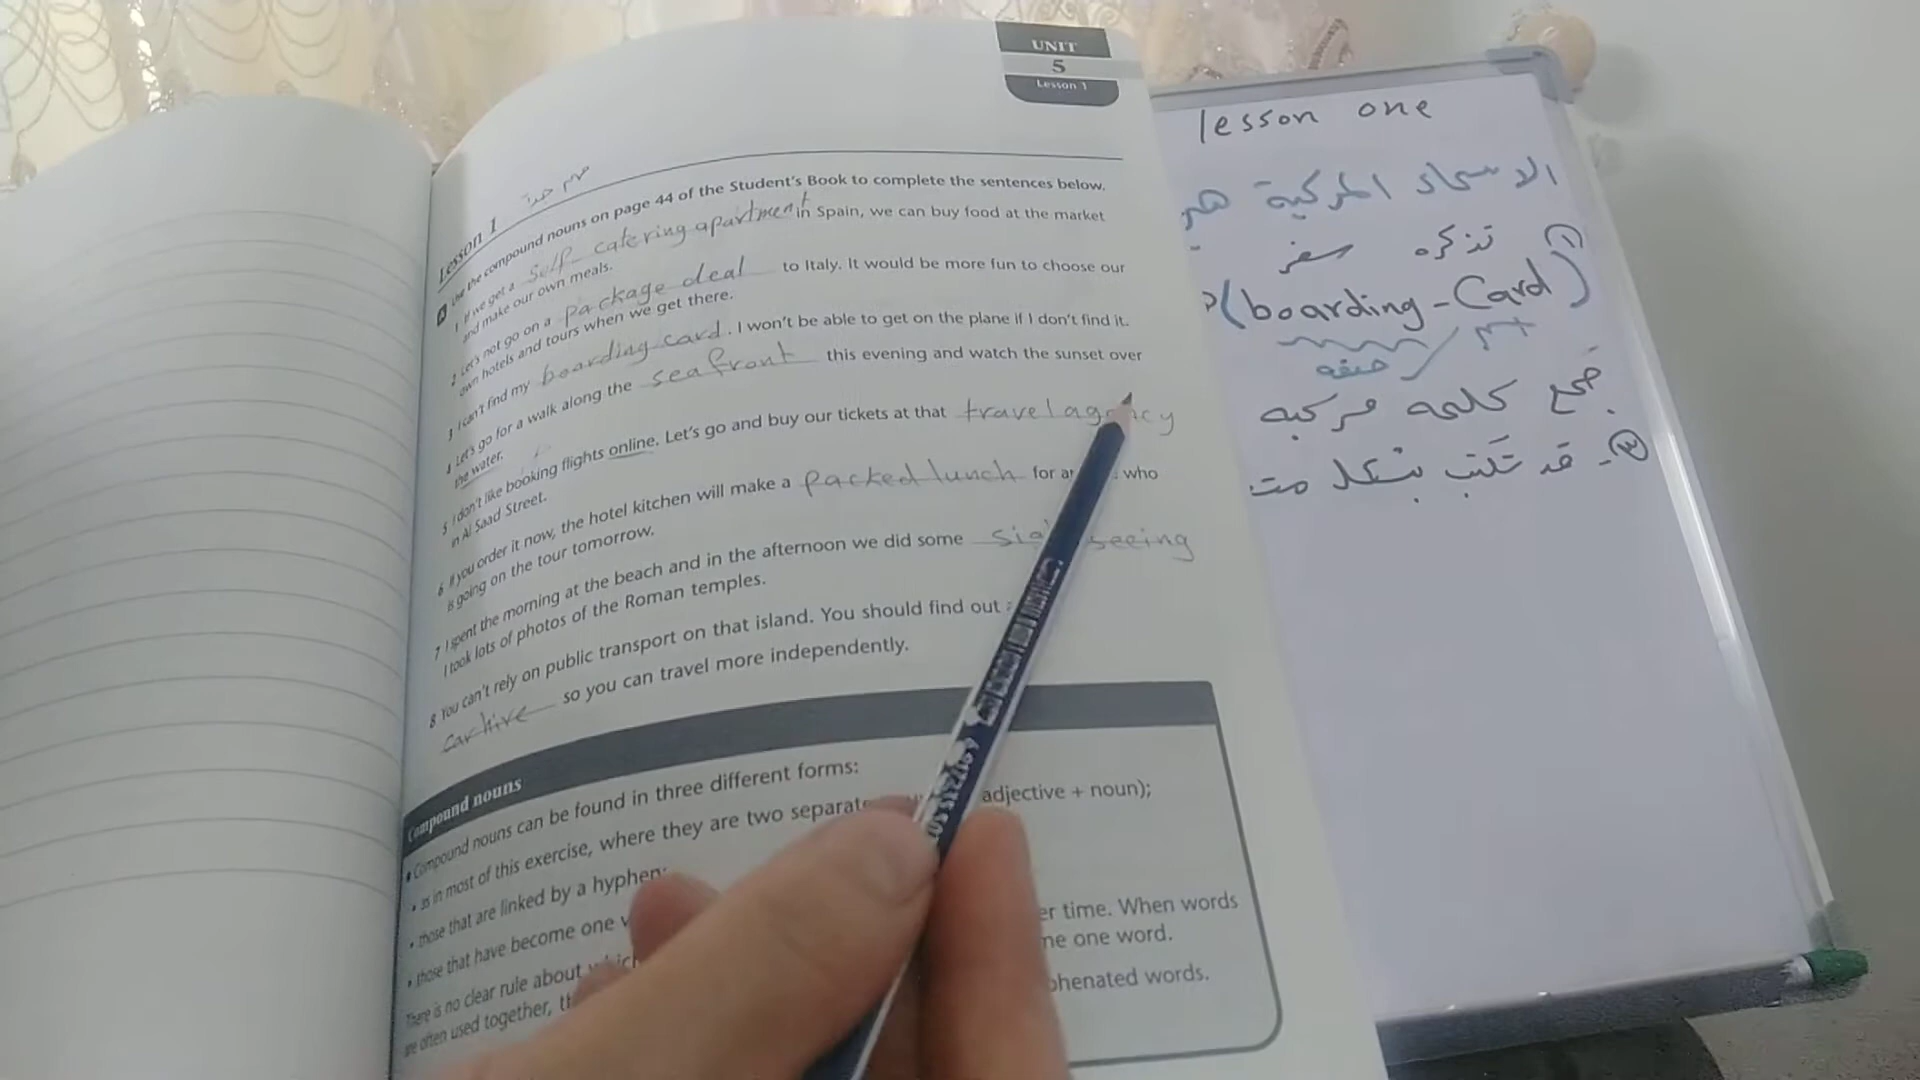 UNIT
5
Lesson 1
Lesson 1
مهم جداً
A Use the compound nouns on page 44 of the Student's Book to complete the sentences below.
1 If we get a self catering apartment in Spain, we can buy food at the market
and make our own meals.
2 Let's not go on a package deal to Italy. It would be more fun to choose our
own hotels and tours when we get there.
3 I can't find my boarding card. I won't be able to get on the plane if I don't find it.
4 Let's go for a walk along the seafront this evening and watch the sunset over
the water.
5 I don't like booking flights online. Let's go and buy our tickets at that travel agency
in Al Saad Street.
6 If you order it now, the hotel kitchen will make a packed lunch for who
is going on the tour tomorrow.
7 I spent the morning at the beach and in the afternoon we did some seeing
I took lots of photos of the Roman temples.
8 You can't rely on public transport on that island. You should find out
car hire so you can travel more independently.
Compound nouns
• Compound nouns can be found in three different forms:
• as in most of this exercise, where they are two separate adjective + noun);
• those that are linked by a hyphen;
• those that have become one
There is no clear rule about which er time. When words
are often used together, me one word.
phenated words.
lesson one
الاسماء المركبة هي
① تذكره سفر
(boarding-Card)
صفه
جمع كلمة مركبه
قد تكتب بشكل